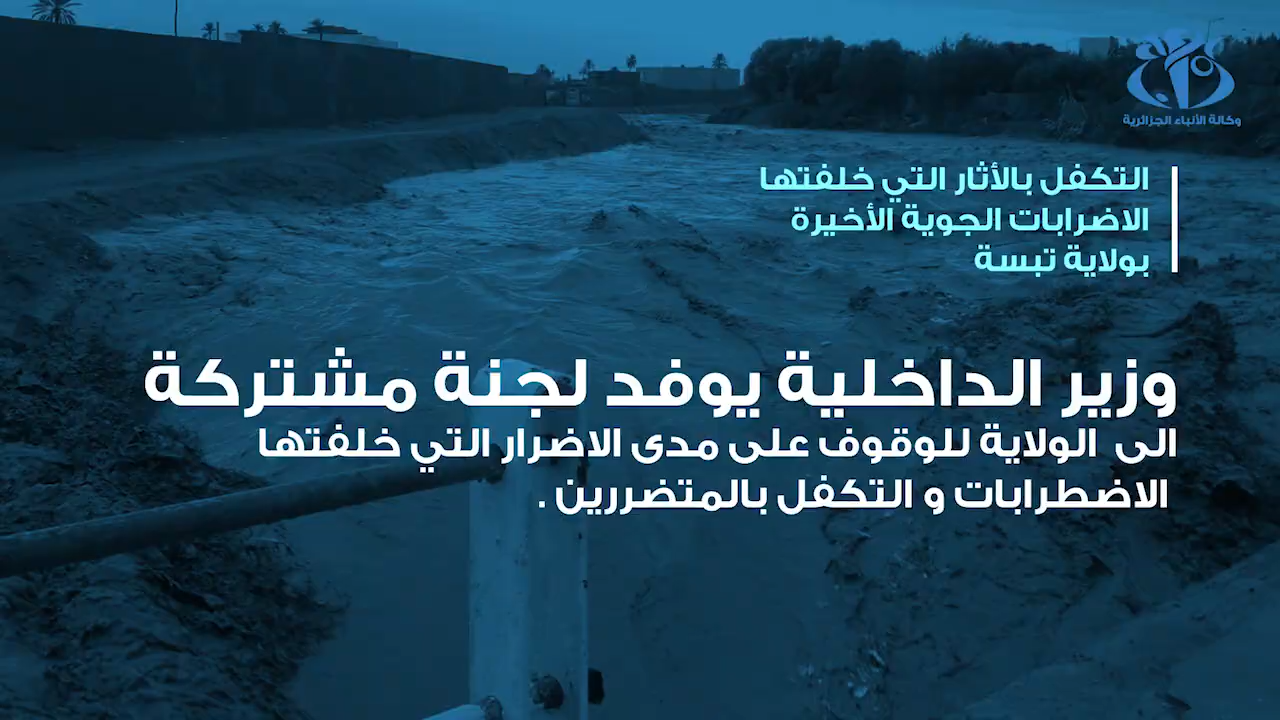 وكالة الأنباء الجزائرية
التكفل بالأثار التي خلفتها
الاضرابات الجوية الأخيرة
بولاية تبسة
وزير الداخلية يوفد لجنة مشتركة
الى الولاية للوقوف على مدى الاضرار التي خلفتها
الاضطرابات و التكفل بالمتضررين .